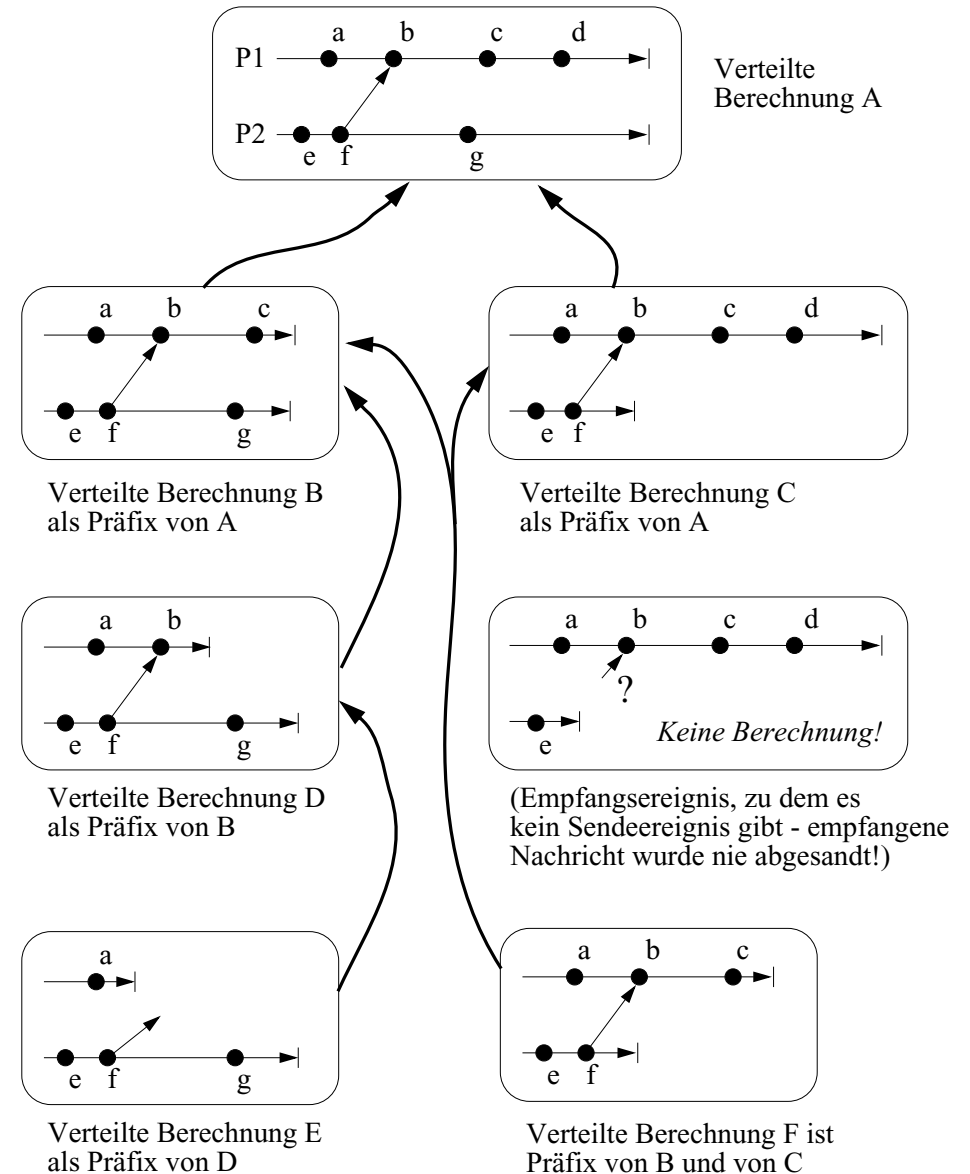 a b c d
P1
Verteilte
Berechnung A
P2
e f g
a b c
e f g
Verteilte Berechnung B
als Präfix von A
a b c d
e f
Verteilte Berechnung C
als Präfix von A
a b
e f g
Verteilte Berechnung D
als Präfix von B
a b c d
?
e
Keine Berechnung!
(Empfangsereignis, zu dem es
kein Sendeereignis gibt - empfangene
Nachricht wurde nie abgesandt!)
a
e f g
Verteilte Berechnung E
als Präfix von D
a b c
e f
Verteilte Berechnung F ist
Präfix von B und von C